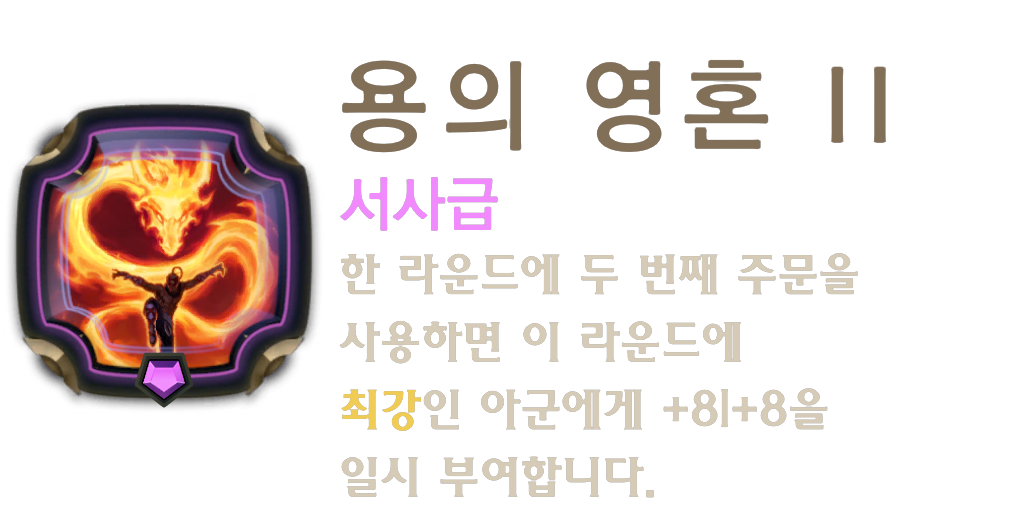 용의 영혼 II
서사급
한 라운드에 두 번째 주문을
사용하면 이 라운드에
최강인 아군에게 +8|+8을
일시 부여합니다.